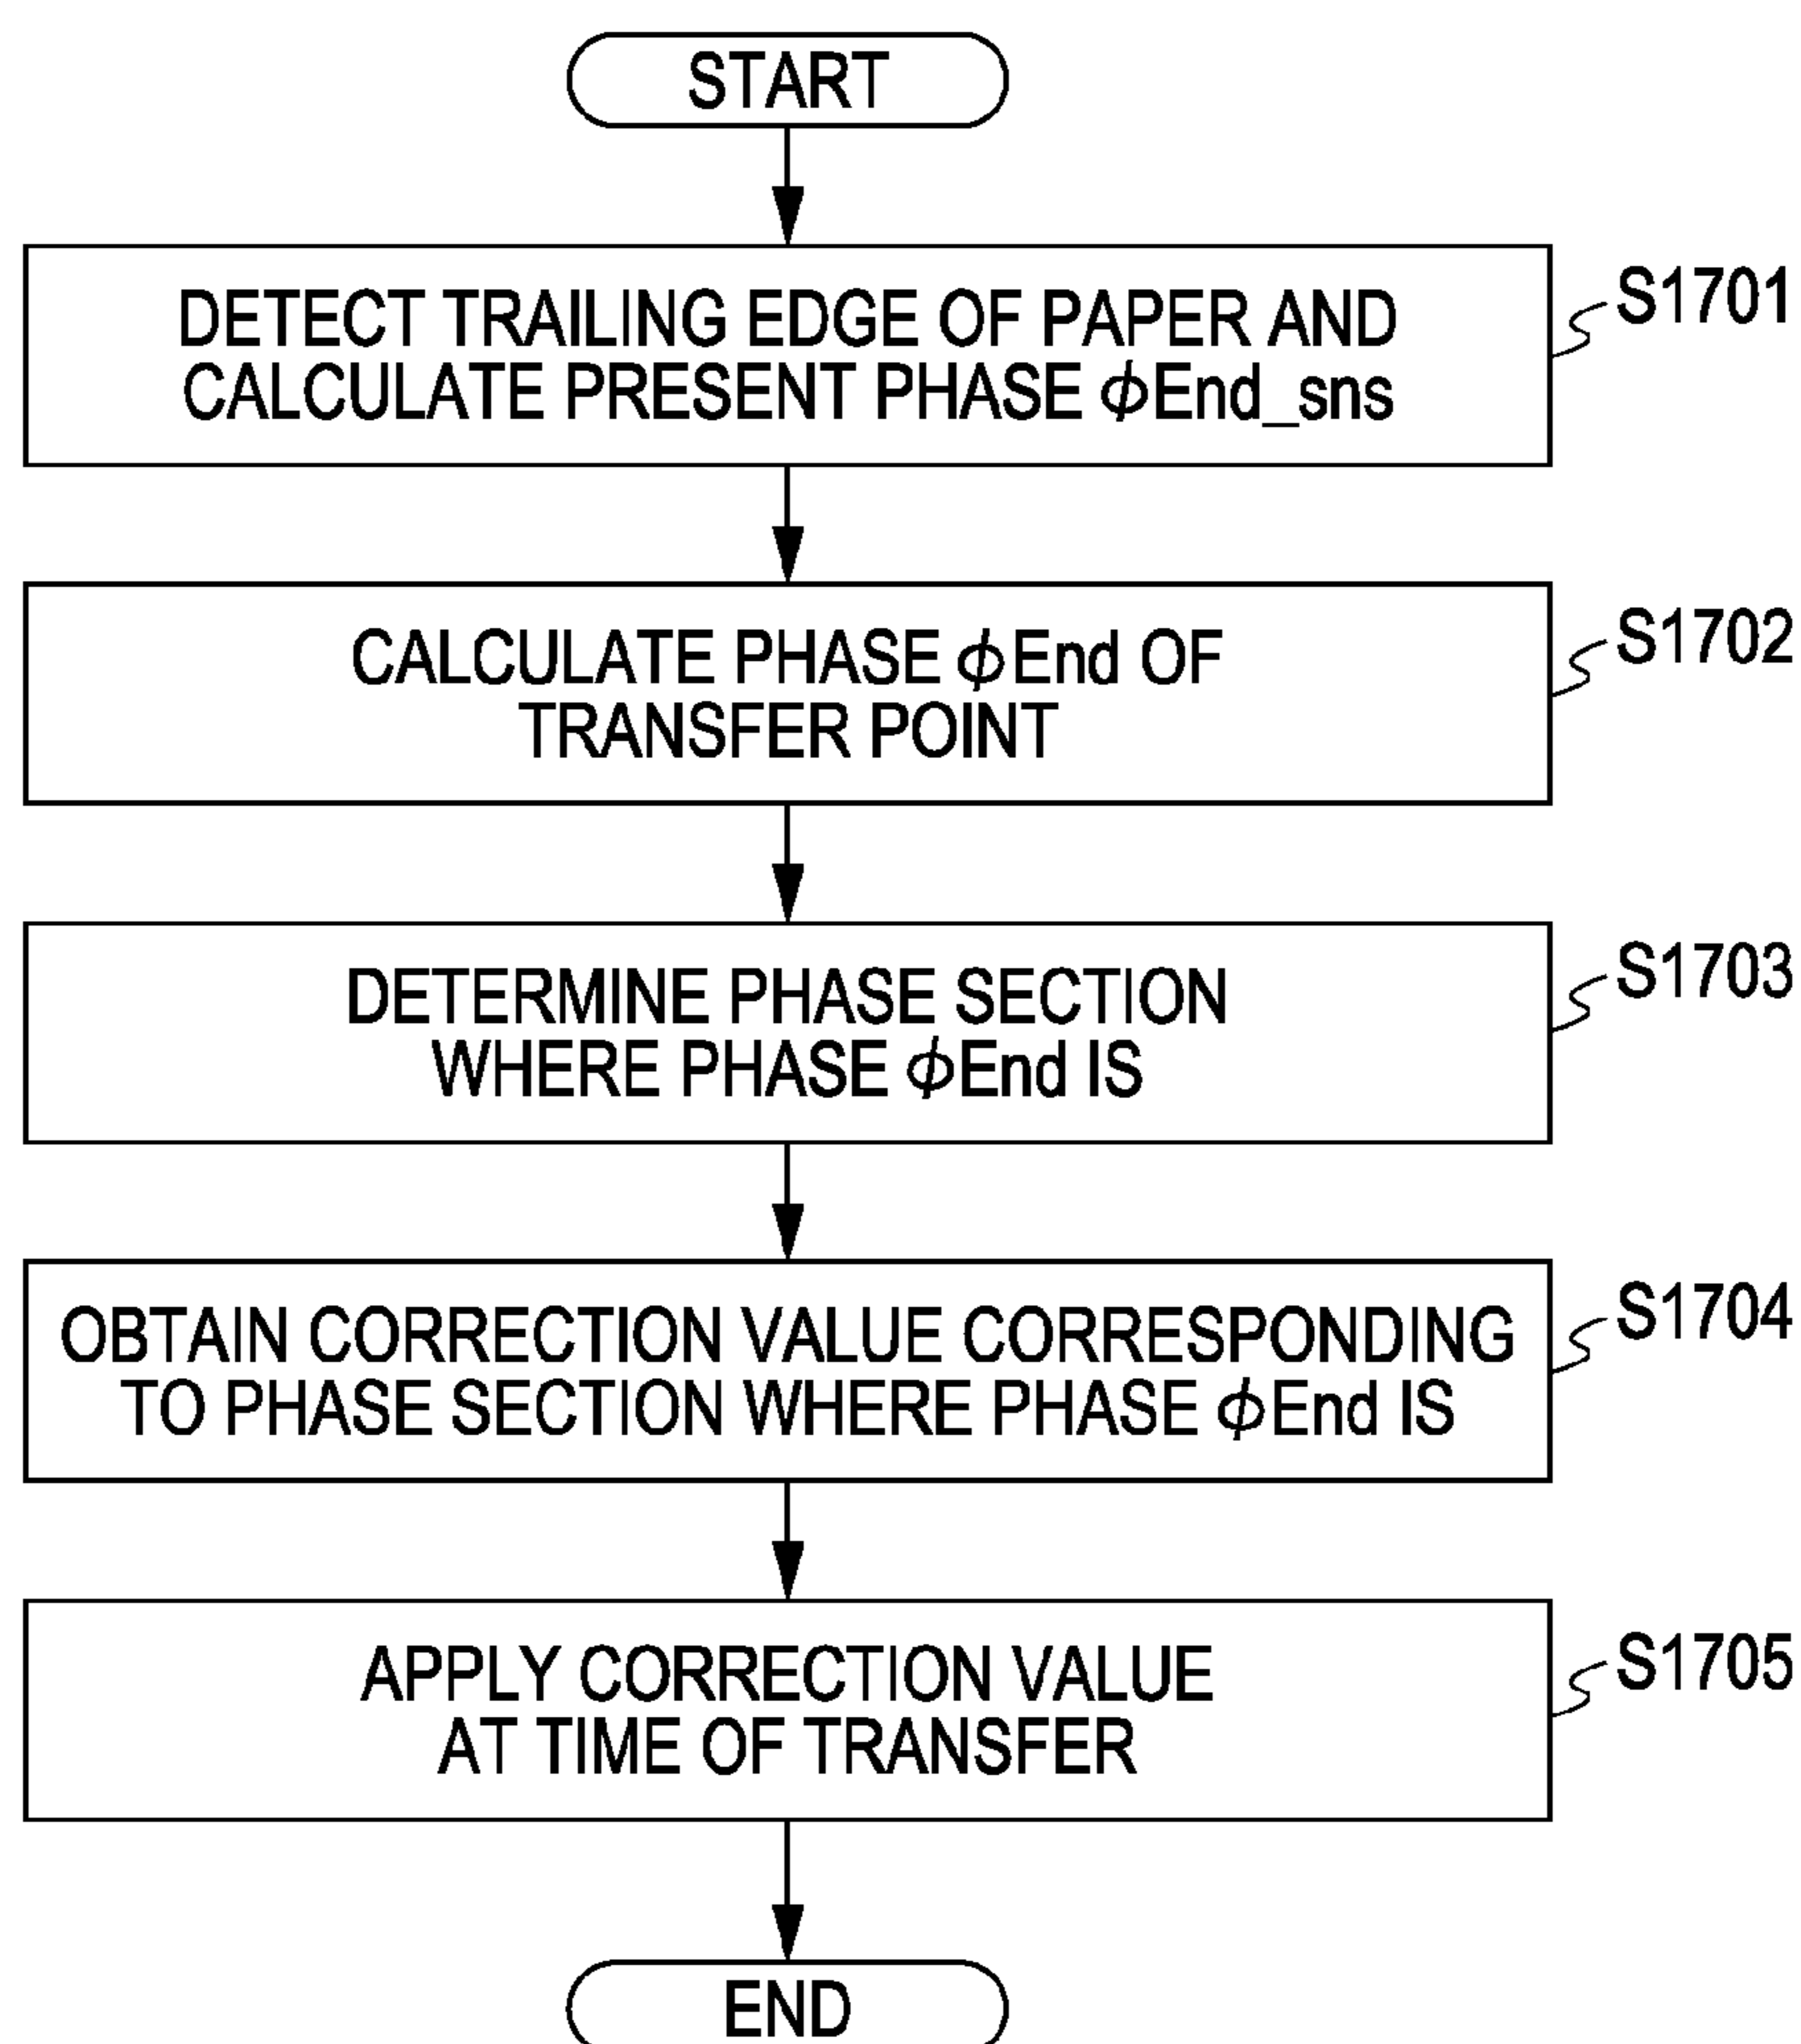 START
DETECT TRAILING EDGE OF PAPER AND
CALCULATE PRESENT PHASE ϕEnd_sns
S1701
CALCULATE PHASE ϕEnd OF
TRANSFER POINT
S1702
DETERMINE PHASE SECTION
WHERE PHASE ϕEnd IS
S1703
OBTAIN CORRECTION VALUE CORRESPONDING
TO PHASE SECTION WHERE PHASE ϕEnd IS
S1704
APPLY CORRECTION VALUE
AT TIME OF TRANSFER
S1705
END